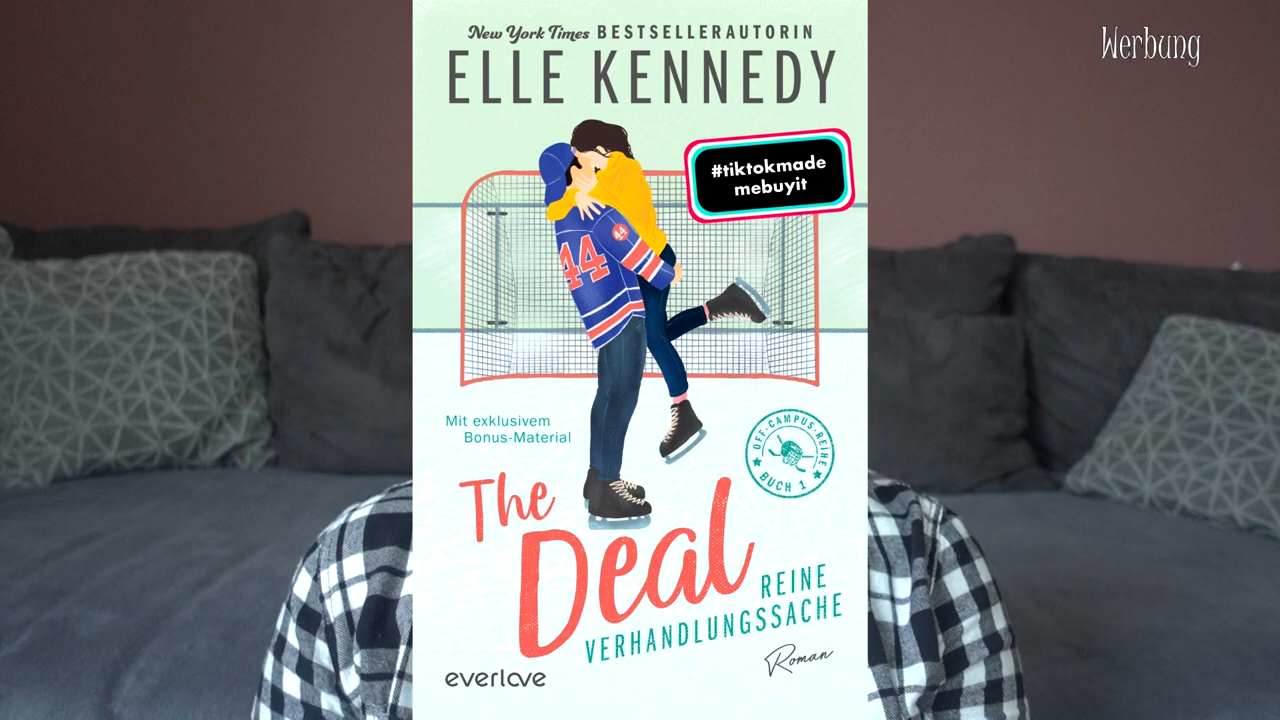 New York Times BESTSELLERAUTORIN
ELLE KENNEDY
Werbung
#tiktokmade
mebuyit
44
44
Mit exklusivem
Bonus-Material
OFF-CAMPUS-REIHE
BUCH 1
The
Deal
REINE
VERHANDLUNGSSACHE
Roman
everlove